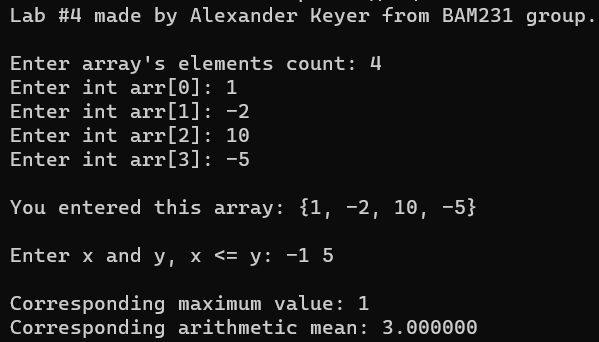 Lab #4 made by Alexander Keyer from BAM231 group.
Enter array's elements count: 4
Enter int arr[0]: 1
Enter int arr[1]: −2
Enter int arr[2]: 10
Enter int arr[3]: −5
You entered this array: {1, −2, 10, −5}
Enter x and y, x <= y: −1 5
Corresponding maximum value: 1
Corresponding arithmetic mean: 3.000000